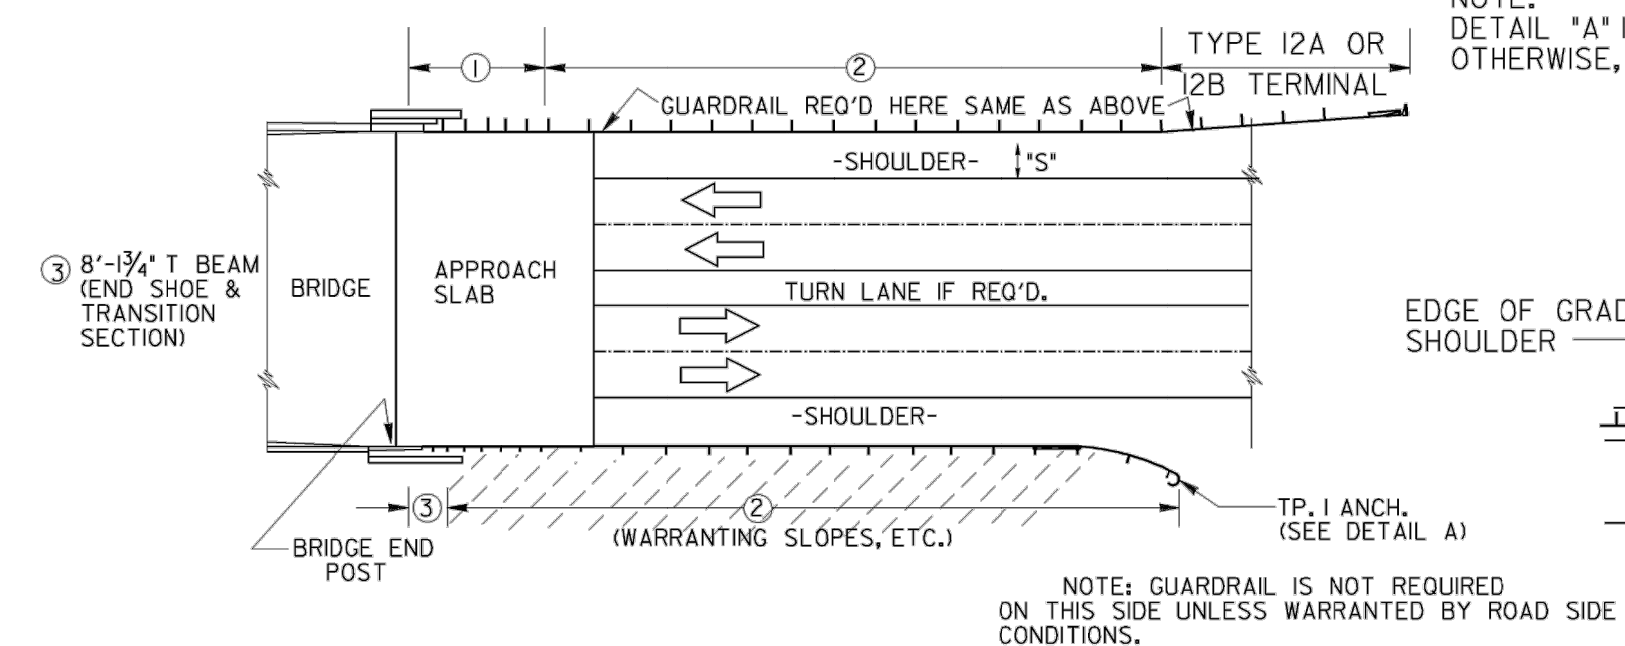 NOTE:
DETAIL "A"
OTHERWISE,
① ② TYPE 12A OR
12B TERMINAL
GUARDRAIL REQ'D HERE SAME AS ABOVE
-SHOULDER- "S"
③ 8'-1¾" T BEAM
(END SHOE &
TRANSITION
SECTION)
BRIDGE
APPROACH
SLAB
TURN LANE IF REQ'D.
EDGE OF GRAD
SHOULDER
-SHOULDER-
③ ②
(WARRANTING SLOPES, ETC.)
TP. 1 ANCH.
(SEE DETAIL A)
BRIDGE END
POST
NOTE: GUARDRAIL IS NOT REQUIRED
ON THIS SIDE UNLESS WARRANTED BY ROAD SIDE
CONDITIONS.